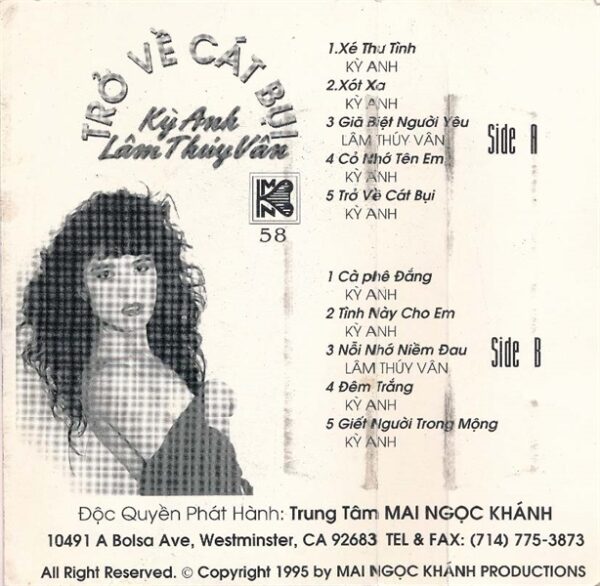 TRỞ VỀ CÁT BỤI
Kỳ Anh
Lâm Thúy Vân
MNK
58
1.Xé Thư Tình
KỲ ANH
2.Xót Xa
KỲ ANH
3 Giã Biệt Người Yêu
LÂM THÚY VÂN
4 Cỏ Nhớ Tên Em
KỲ ANH
5 Trở Về Cát Bụi
KỲ ANH
Side A
1 Cà phê Đắng
KỲ ANH
2 Tình Này Cho Em
KỲ ANH
3 Nỗi Nhớ Niềm Đau
LÂM THÚY VÂN
4 Đêm Trắng
KỲ ANH
5 Giết Người Trong Mộng
KỲ ANH
Side B
Độc Quyền Phát Hành: Trung Tâm MAI NGỌC KHÁNH
10491 A Bolsa Ave, Westminster, CA 92683 TEL & FAX: (714) 775-3873
All Right Reserved. © Copyright 1995 by MAI NGỌC KHÁNH PRODUCTIONS